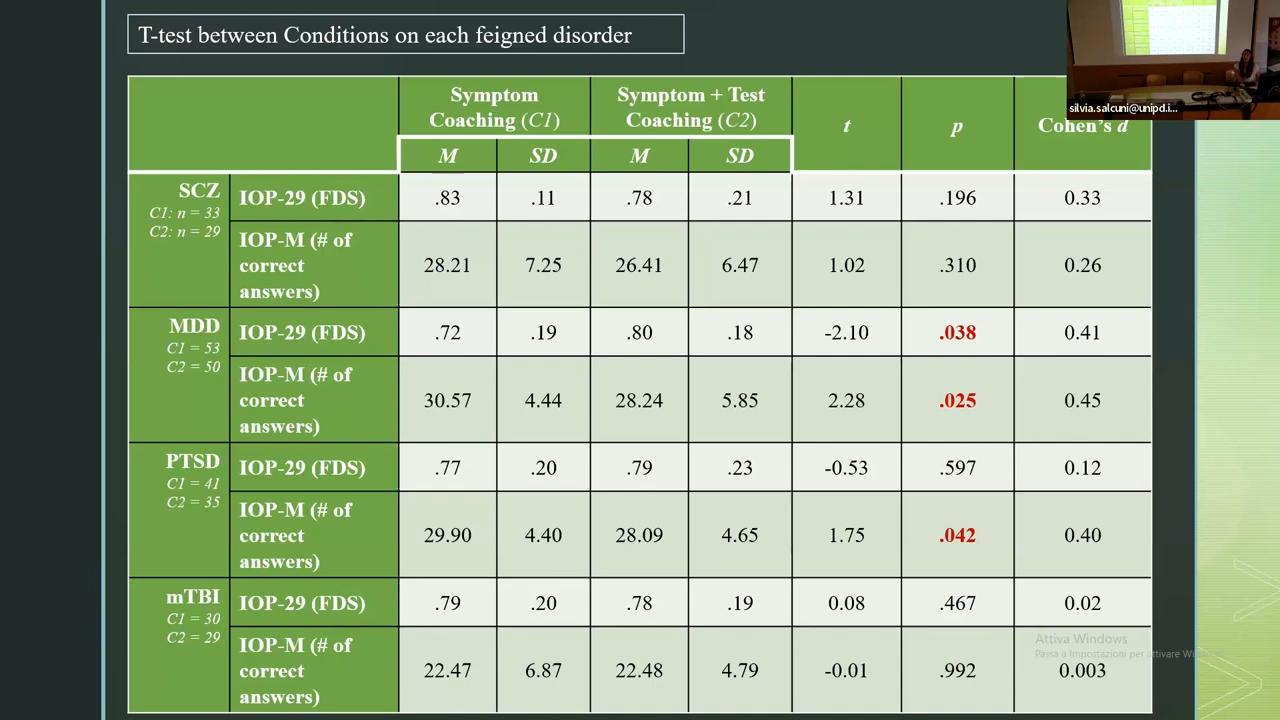 T-test between Conditions on each feigned disorder
silvia.salcuni@unipd.i...
Symptom Coaching (C1)
Symptom + Test Coaching (C2)
t
p
Cohen's d
M
SD
M
SD
SCZ
C1: n = 33
C2: n = 29
IOP-29 (FDS) .83 .11 .78 .21 1.31 .196 0.33
IOP-M (# of correct answers) 28.21 7.25 26.41 6.47 1.02 .310 0.26
MDD
C1 = 53
C2 = 50
IOP-29 (FDS) .72 .19 .80 .18 -2.10 .038 0.41
IOP-M (# of correct answers) 30.57 4.44 28.24 5.85 2.28 .025 0.45
PTSD
C1 = 41
C2 = 35
IOP-29 (FDS) .77 .20 .79 .23 -0.53 .597 0.12
IOP-M (# of correct answers) 29.90 4.40 28.09 4.65 1.75 .042 0.40
mTBI
C1 = 30
C2 = 29
IOP-29 (FDS) .79 .20 .78 .19 0.08 .467 0.02
IOP-M (# of correct answers) 22.47 6.87 22.48 4.79 -0.01 .992 0.003
Attiva Windows
Passa a Impostazioni per attivare